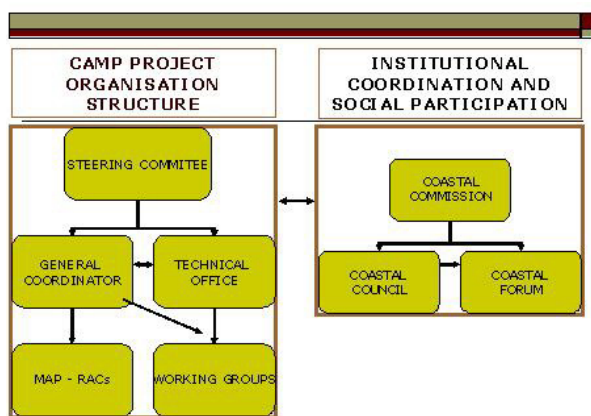 CAMP PROJECT
ORGANISATION
STRUCTURE
INSTITUTIONAL
COORDINATION AND
SOCIAL PARTICIPATION
STEERING COMMITEE
GENERAL
COORDINATOR
TECHNICAL
OFFICE
MAP - RACs
WORKING GROUPS
COASTAL
COMMISSION
COASTAL
COUNCIL
COASTAL
FORUM